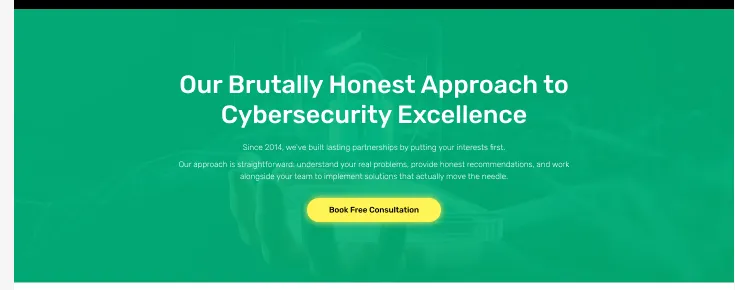 Our Brutally Honest Approach to
Cybersecurity Excellence
Since 2014, we've built lasting partnerships by putting your interests first.
Our approach is straightforward: understand your real problems, provide honest recommendations, and work
alongside your team to implement solutions that actually move the needle.
Book Free Consultation